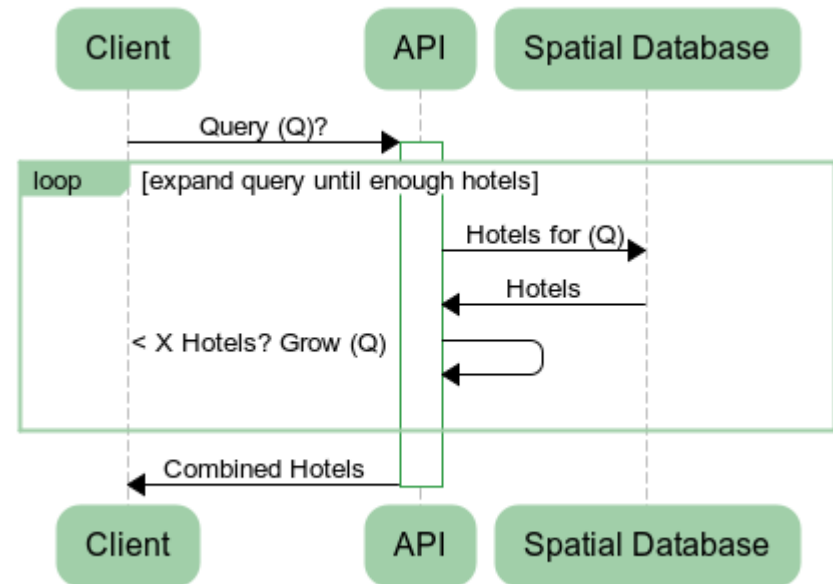 Client
API
Spatial Database
Query (Q)?
loop
[expand query until enough hotels]
Hotels for (Q)
Hotels
< X Hotels? Grow (Q)
Combined Hotels
Client
API
Spatial Database